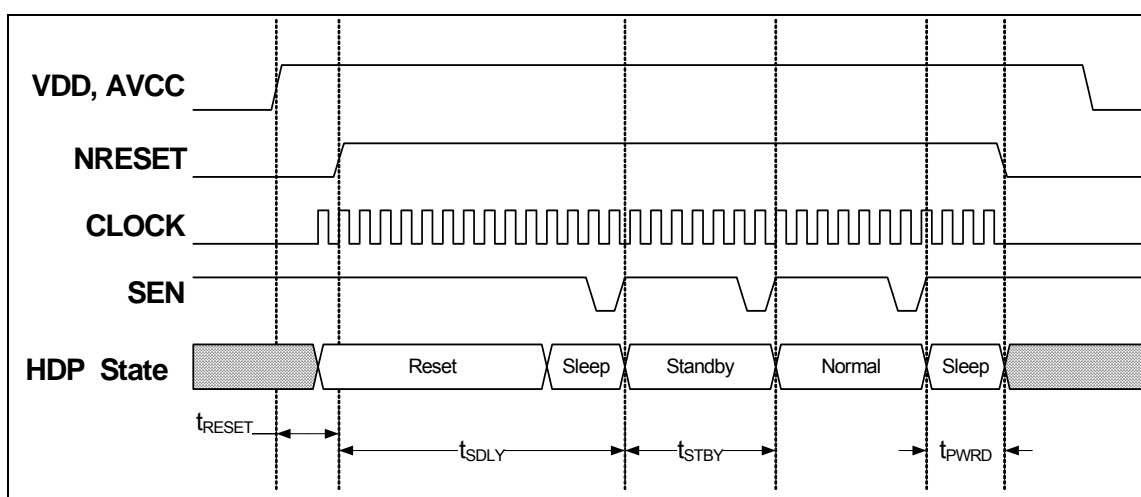 VDD, AVCC
NRESET
CLOCK
SEN
HDP State
Reset
Sleep
Standby
Normal
Sleep
tRESET
tSDLY
tSTBY
tPWRD